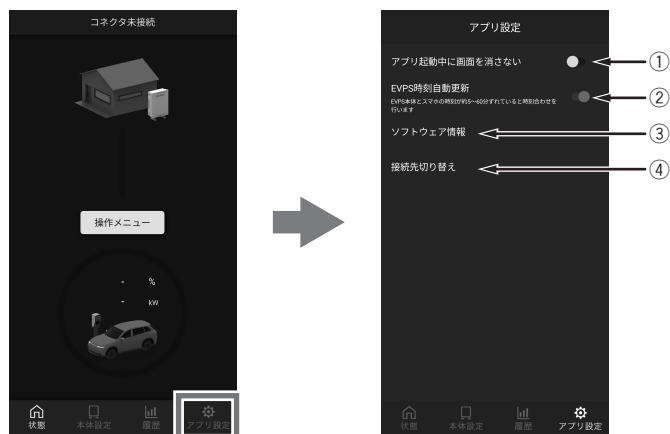 コネクタ未接続
操作メニュー
- %
- kW
状態
本体設定
履歴
アプリ設定
アプリ設定
アプリ起動中に画面を消さない
①
EVPS時刻自動更新
EVPS本体とスマホの時刻が約5～60分ずれていると時刻合わせを
行います
②
ソフトウェア情報
③
接続先切り替え
④
状態
本体設定
履歴
アプリ設定